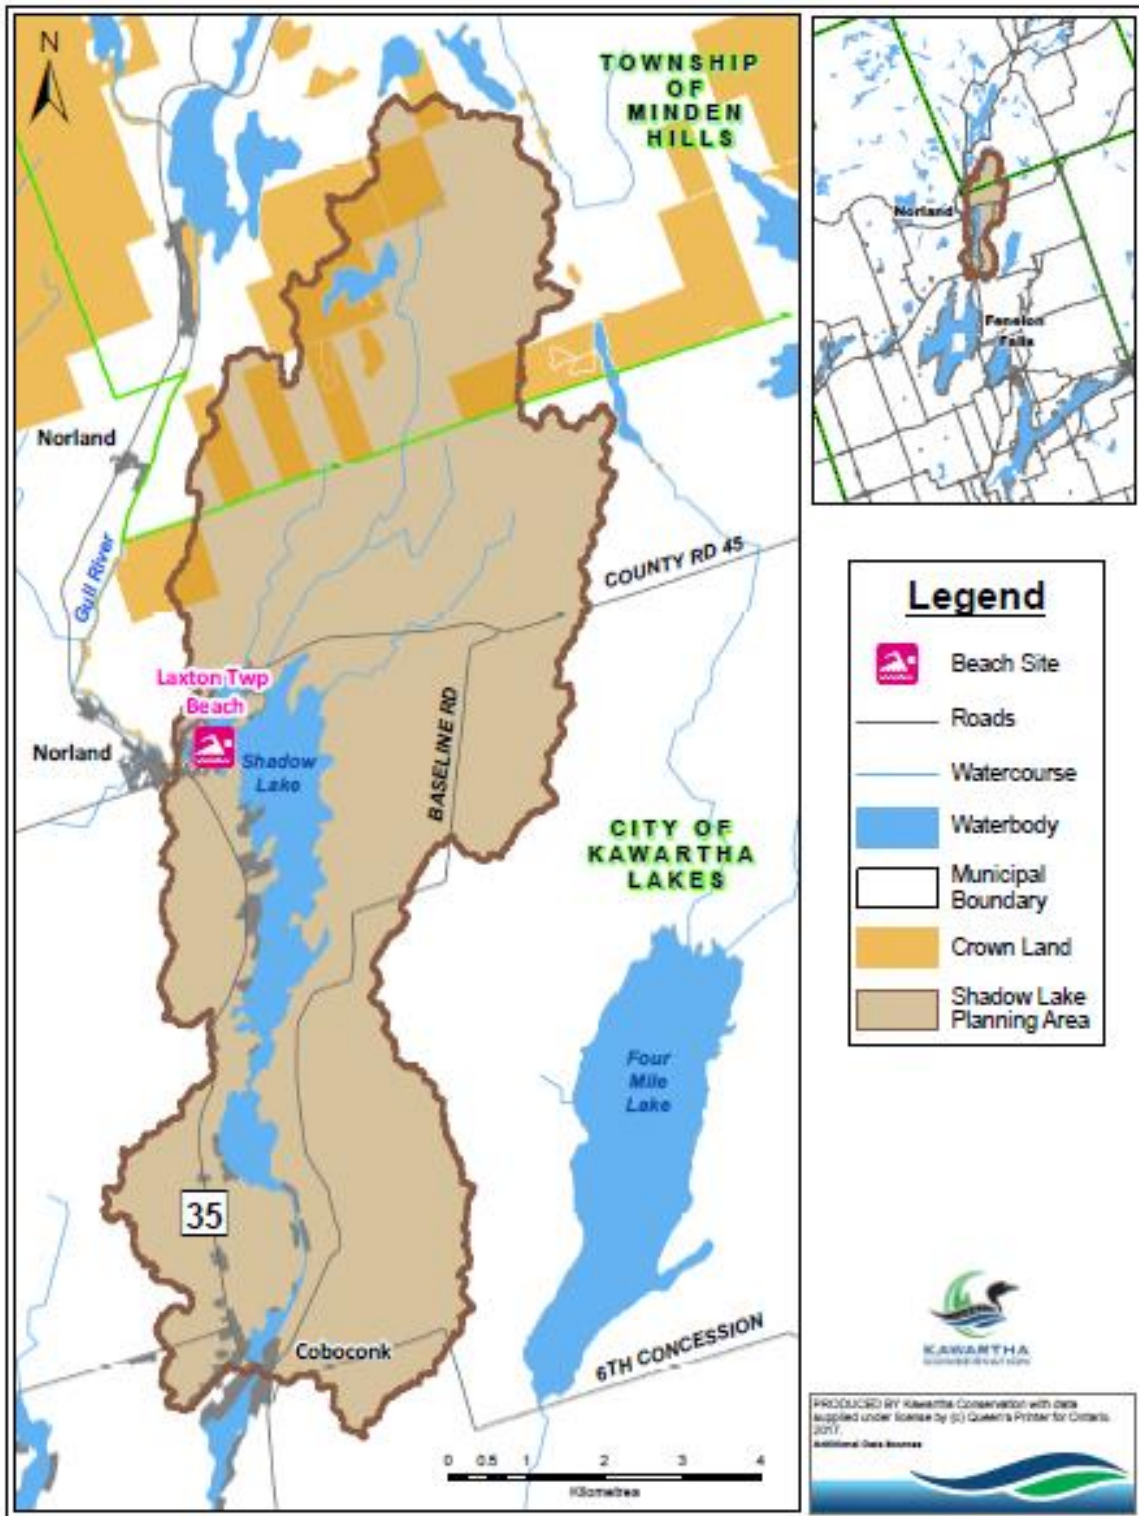 N
TOWNSHIP
OF
MINDEN
HILLS
Norland
Gull River
COUNTY RD 45
Laxton Twp
Beach
Norland
Shadow
Lake
BASELINE RD
CITY OF
KAWARTHA
LAKES
Four
Mile
Lake
35
Coboconk
6TH CONCESSION
0 0.5 1 2 3 4
Kilometres
Norland
Fenelon
Falls
Legend
Beach Site
Roads
Watercourse
Waterbody
Municipal
Boundary
Crown Land
Shadow Lake
Planning Area
KAWARTHA
CONSERVATION
PRODUCED BY Kawartha Conservation with data
supplied under license by (c) Queen's Printer for Ontario,
2017.
Additional Data Sources